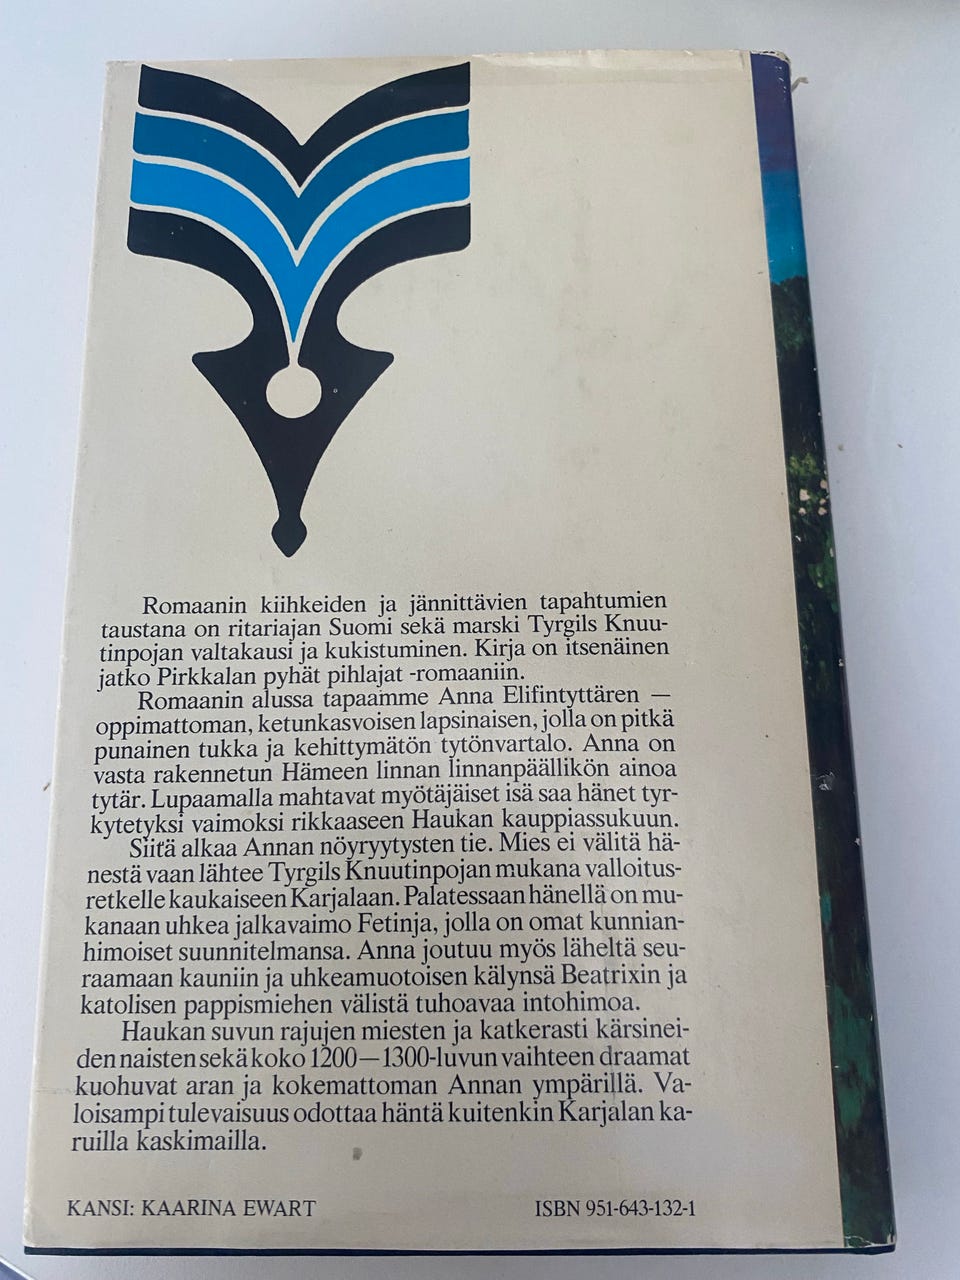 Romaanin kiihkeiden ja jännittävien tapahtumien
taustana on ritariajan Suomi sekä marski Tyrgils Knuu-
tinpojan valtakausi ja kukistuminen. Kirja on itsenäinen
jatko Pirkkalan pyhät pihlajat -romaaniin.
Romaanin alussa tapaamme Anna Elifintyttären —
oppimattoman, ketunkasvoisen lapsinaisen, jolla on pitkä
punainen tukka ja kehittymätön tytönvartalo. Anna on
vasta rakennetun Hämeen linnan linnanpäällikön ainoa
tytär. Lupaamalla mahtavat myötäjäiset isä saa hänet tyr-
kytetyksi vaimoksi rikkaaseen Haukan kauppiassukuun.
Siitä alkaa Annan nöyryytysten tie. Mies ei välitä hä-
nestä vaan lähtee Tyrgils Knuutinpojan mukana valloitus-
retkelle kaukaiseen Karjalaan. Palatessaan hänellä on mu-
kanaan uhkea jalkavaimo Fetinja, jolla on omat kunnian-
himoiset suunnitelmansa. Anna joutuu myös läheltä seu-
raamaan kauniin ja uhkeamuotoisen kälynsä Beatrixin ja
katolisen pappismiehen välistä tuhoavaa intohimoa.
Haukan suvun rajujen miesten ja katkerasti kärsinei-
den naisten sekä koko 1200—1300-luvun vaihteen draamat
kuohuvat aran ja kokemattoman Annan ympärillä. Va-
loisampi tulevaisuus odottaa häntä kuitenkin Karjalan ka-
ruilla kaskimailla.
KANSI: KAARINA EWART
ISBN 951-643-132-1